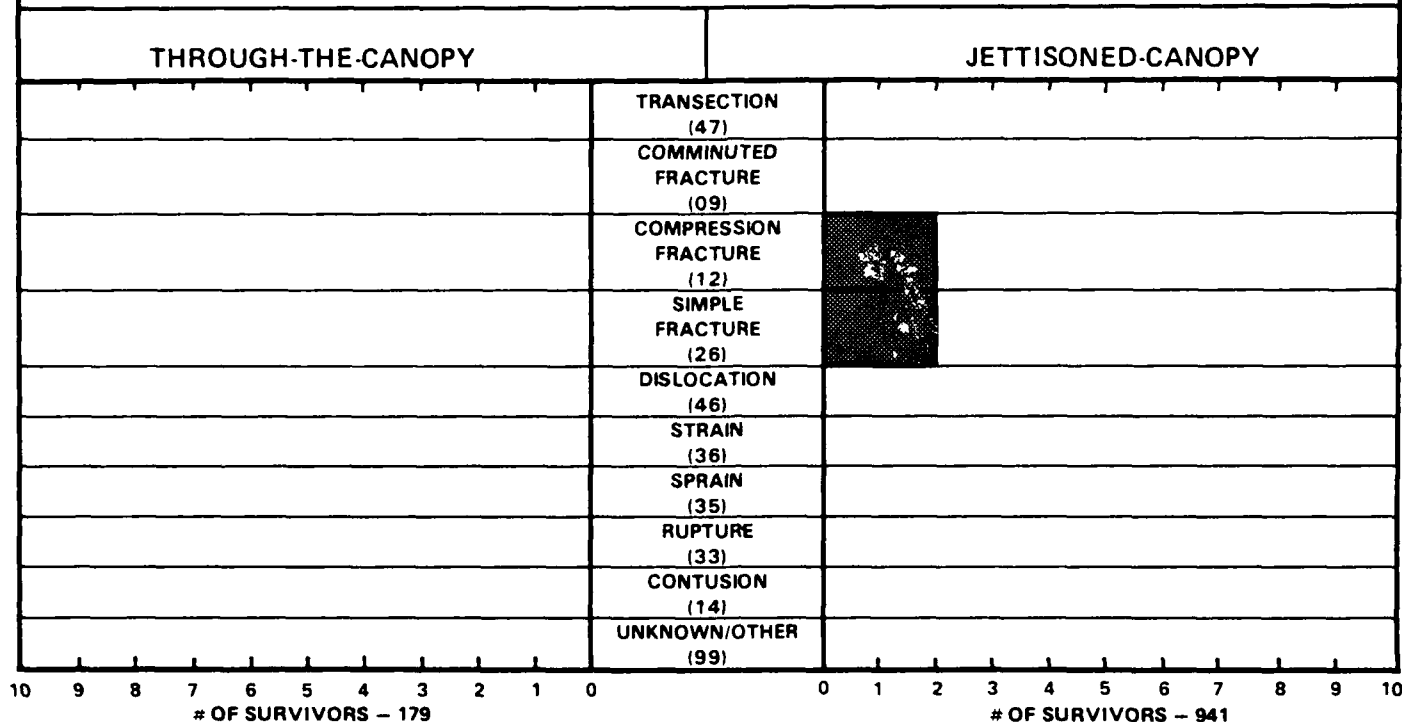 THROUGH-THE-CANOPY
JETTISONED-CANOPY
TRANSECTION
(47)
COMMINUTED
FRACTURE
(09)
COMPRESSION
FRACTURE
(12)
SIMPLE
FRACTURE
(26)
DISLOCATION
(46)
STRAIN
(36)
SPRAIN
(35)
RUPTURE
(33)
CONTUSION
(14)
UNKNOWN/OTHER
(99)
10 9 8 7 6 5 4 3 2 1 0
0 1 2 3 4 5 6 7 8 9 10
# OF SURVIVORS – 179
# OF SURVIVORS – 941